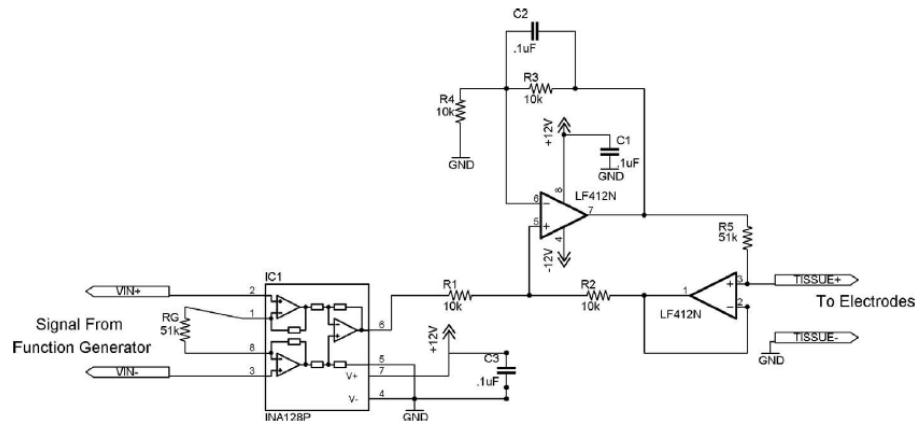 C2
.1uF
R3
10k
R4
10k
GND
+12V
C1
.1uF
GND
8
LF412N
6
7
5
4
-12V
R5
51k
IC1
VIN+
2
1
RG
51k
8
VIN-
3
Signal From
Function Generator
6
5
V+
7
V-
4
INA128P
R1
10k
+12V
C3
.1uF
GND
R2
10k
1
3
2
LF412N
TISSUE+
To Electrodes
TISSUE-
GND